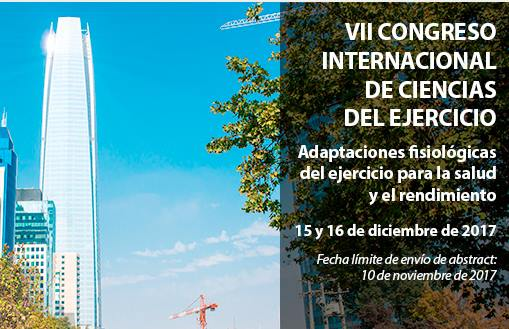 VII CONGRESO
INTERNACIONAL
DE CIENCIAS
DEL EJERCICIO
Adaptaciones fisiológicas
del ejercicio para la salud
y el rendimiento
15 y 16 de diciembre de 2017
Fecha límite de envío de abstract:
10 de noviembre de 2017